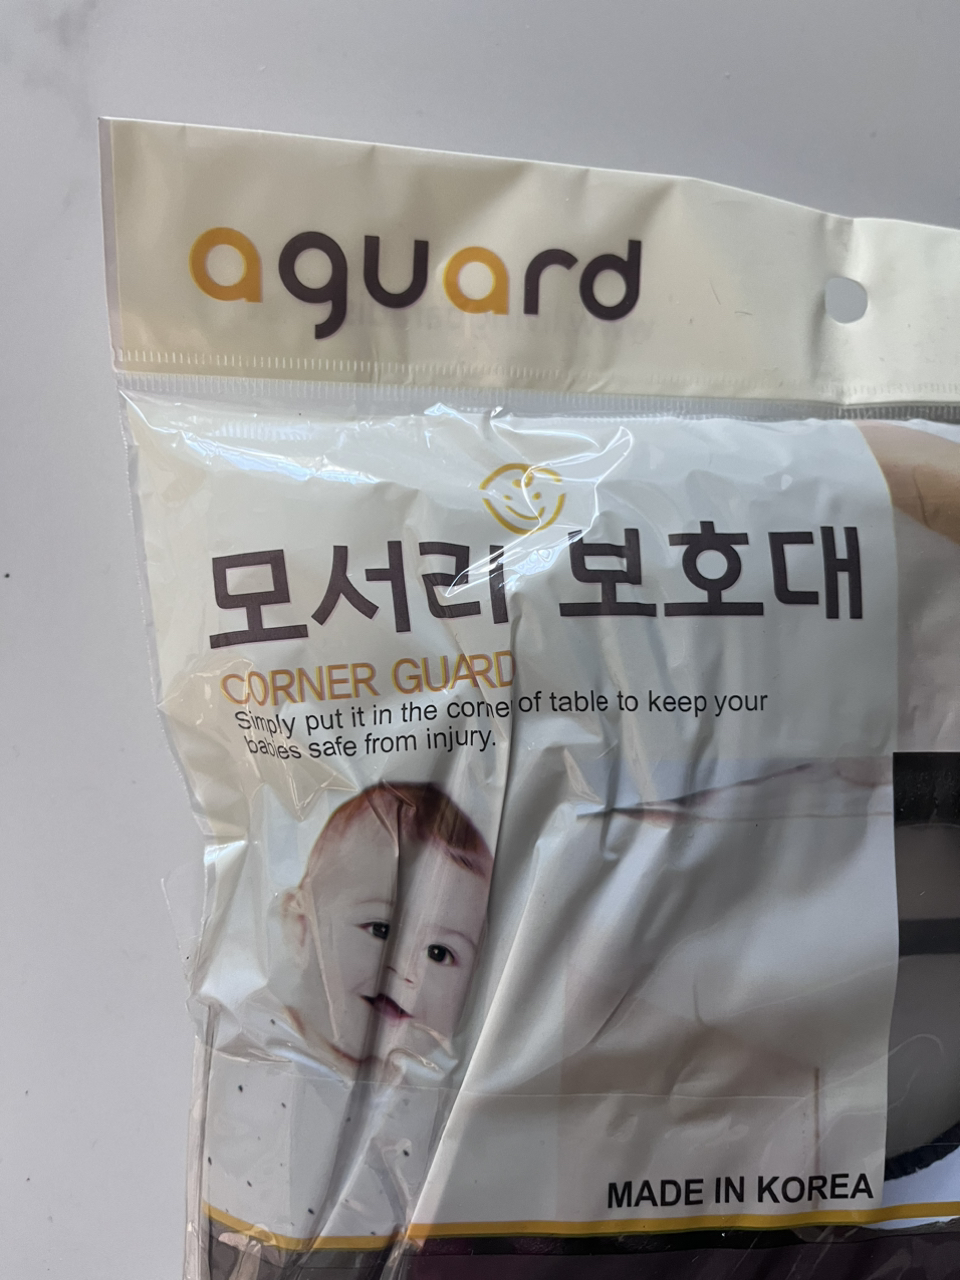 aguard
모서리 보호대
CORNER GUARD
Simply put it in the corner of table to keep your
babies safe from injury.
MADE IN KOREA